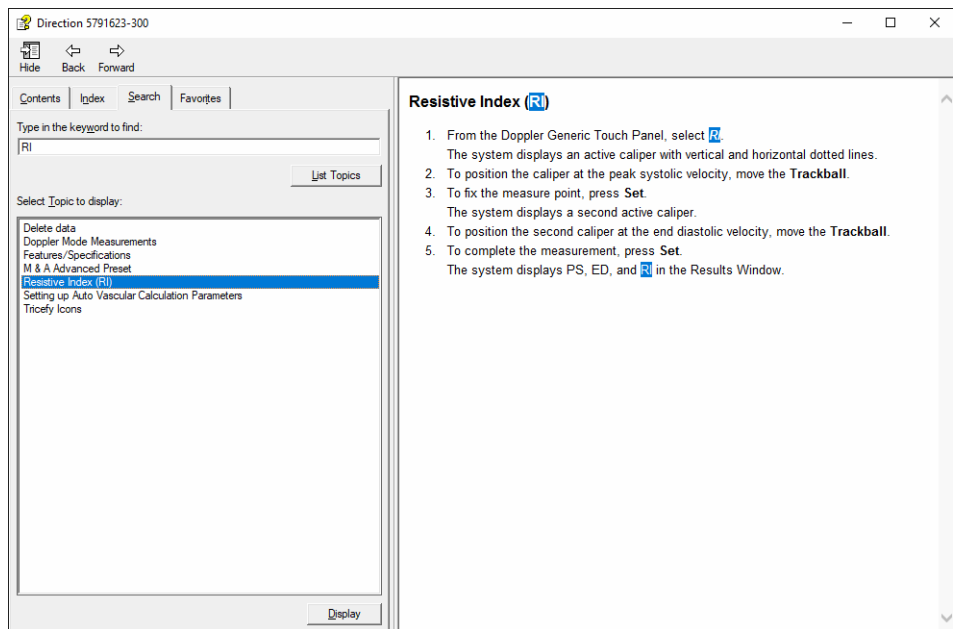 Direction 5791623-300
Hide Back Forward
Contents Index Search Favorites
Type in the keyword to find:
RI
List Topics
Select Topic to display:
Delete data
Doppler Mode Measurements
Features/Specifications
M & A Advanced Preset
Resistive Index (RI)
Setting up Auto Vascular Calculation Parameters
Tricefy Icons
Display
Resistive Index (RI)
1. From the Doppler Generic Touch Panel, select RI.
The system displays an active caliper with vertical and horizontal dotted lines.
2. To position the caliper at the peak systolic velocity, move the Trackball.
3. To fix the measure point, press Set.
The system displays a second active caliper.
4. To position the second caliper at the end diastolic velocity, move the Trackball.
5. To complete the measurement, press Set.
The system displays PS, ED, and RI in the Results Window.